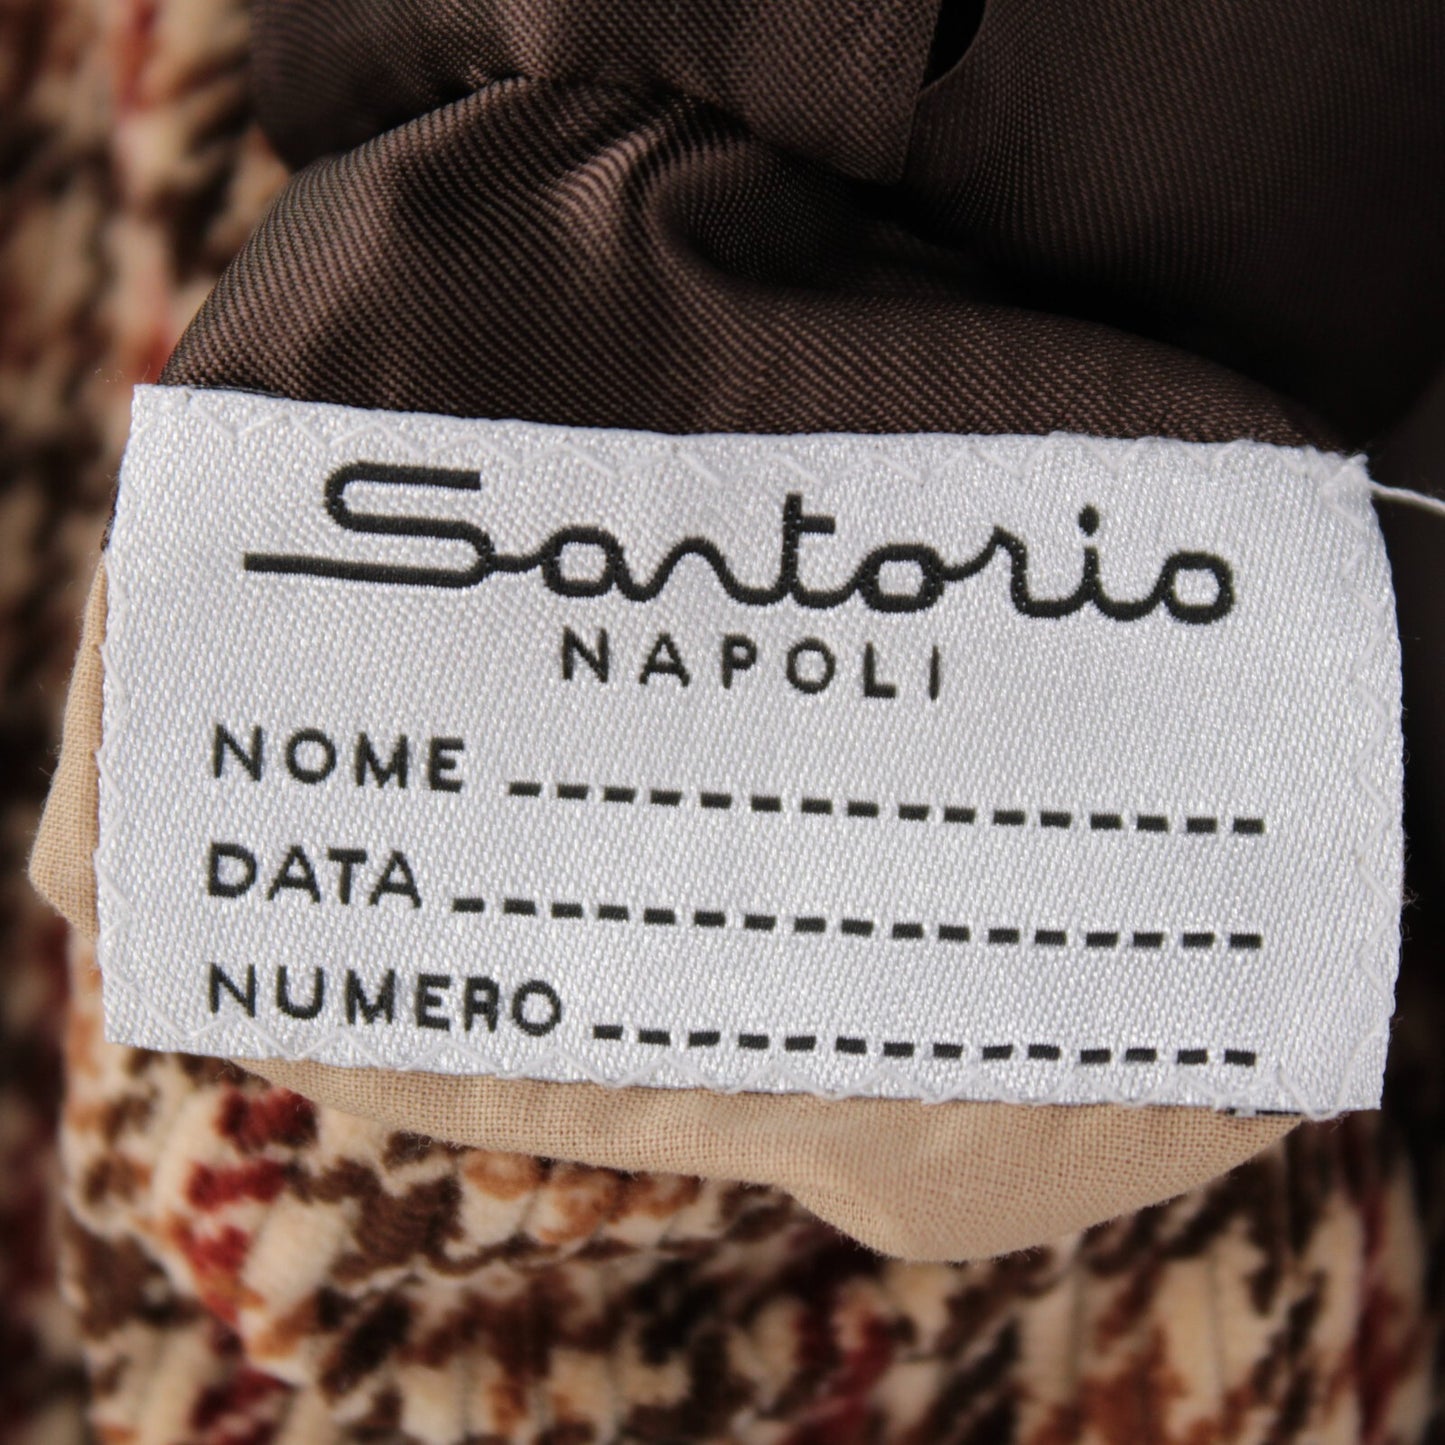 Sartorio
NAPOLI
NOME
DATA
NUMERO